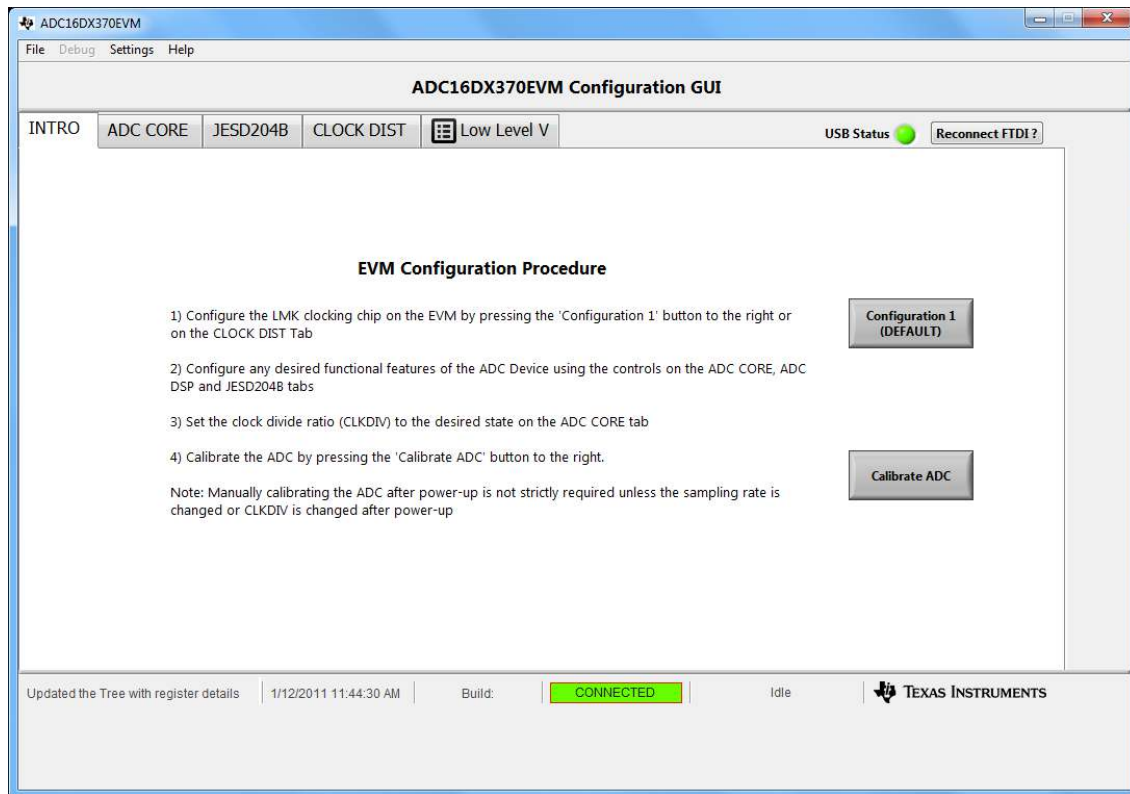 ADC16DX370EVM
File Debug Settings Help
ADC16DX370EVM Configuration GUI
INTRO ADC CORE JESD204B CLOCK DIST Low Level V USB Status Reconnect FTDI ?
EVM Configuration Procedure
1) Configure the LMK clocking chip on the EVM by pressing the 'Configuration 1' button to the right or
on the CLOCK DIST Tab
Configuration 1
(DEFAULT)
2) Configure any desired functional features of the ADC Device using the controls on the ADC CORE, ADC
DSP and JESD204B tabs
3) Set the clock divide ratio (CLKDIV) to the desired state on the ADC CORE tab
4) Calibrate the ADC by pressing the 'Calibrate ADC' button to the right.
Calibrate ADC
Note: Manually calibrating the ADC after power-up is not strictly required unless the sampling rate is
changed or CLKDIV is changed after power-up
Updated the Tree with register details 1/12/2011 11:44:30 AM Build: CONNECTED Idle TEXAS INSTRUMENTS